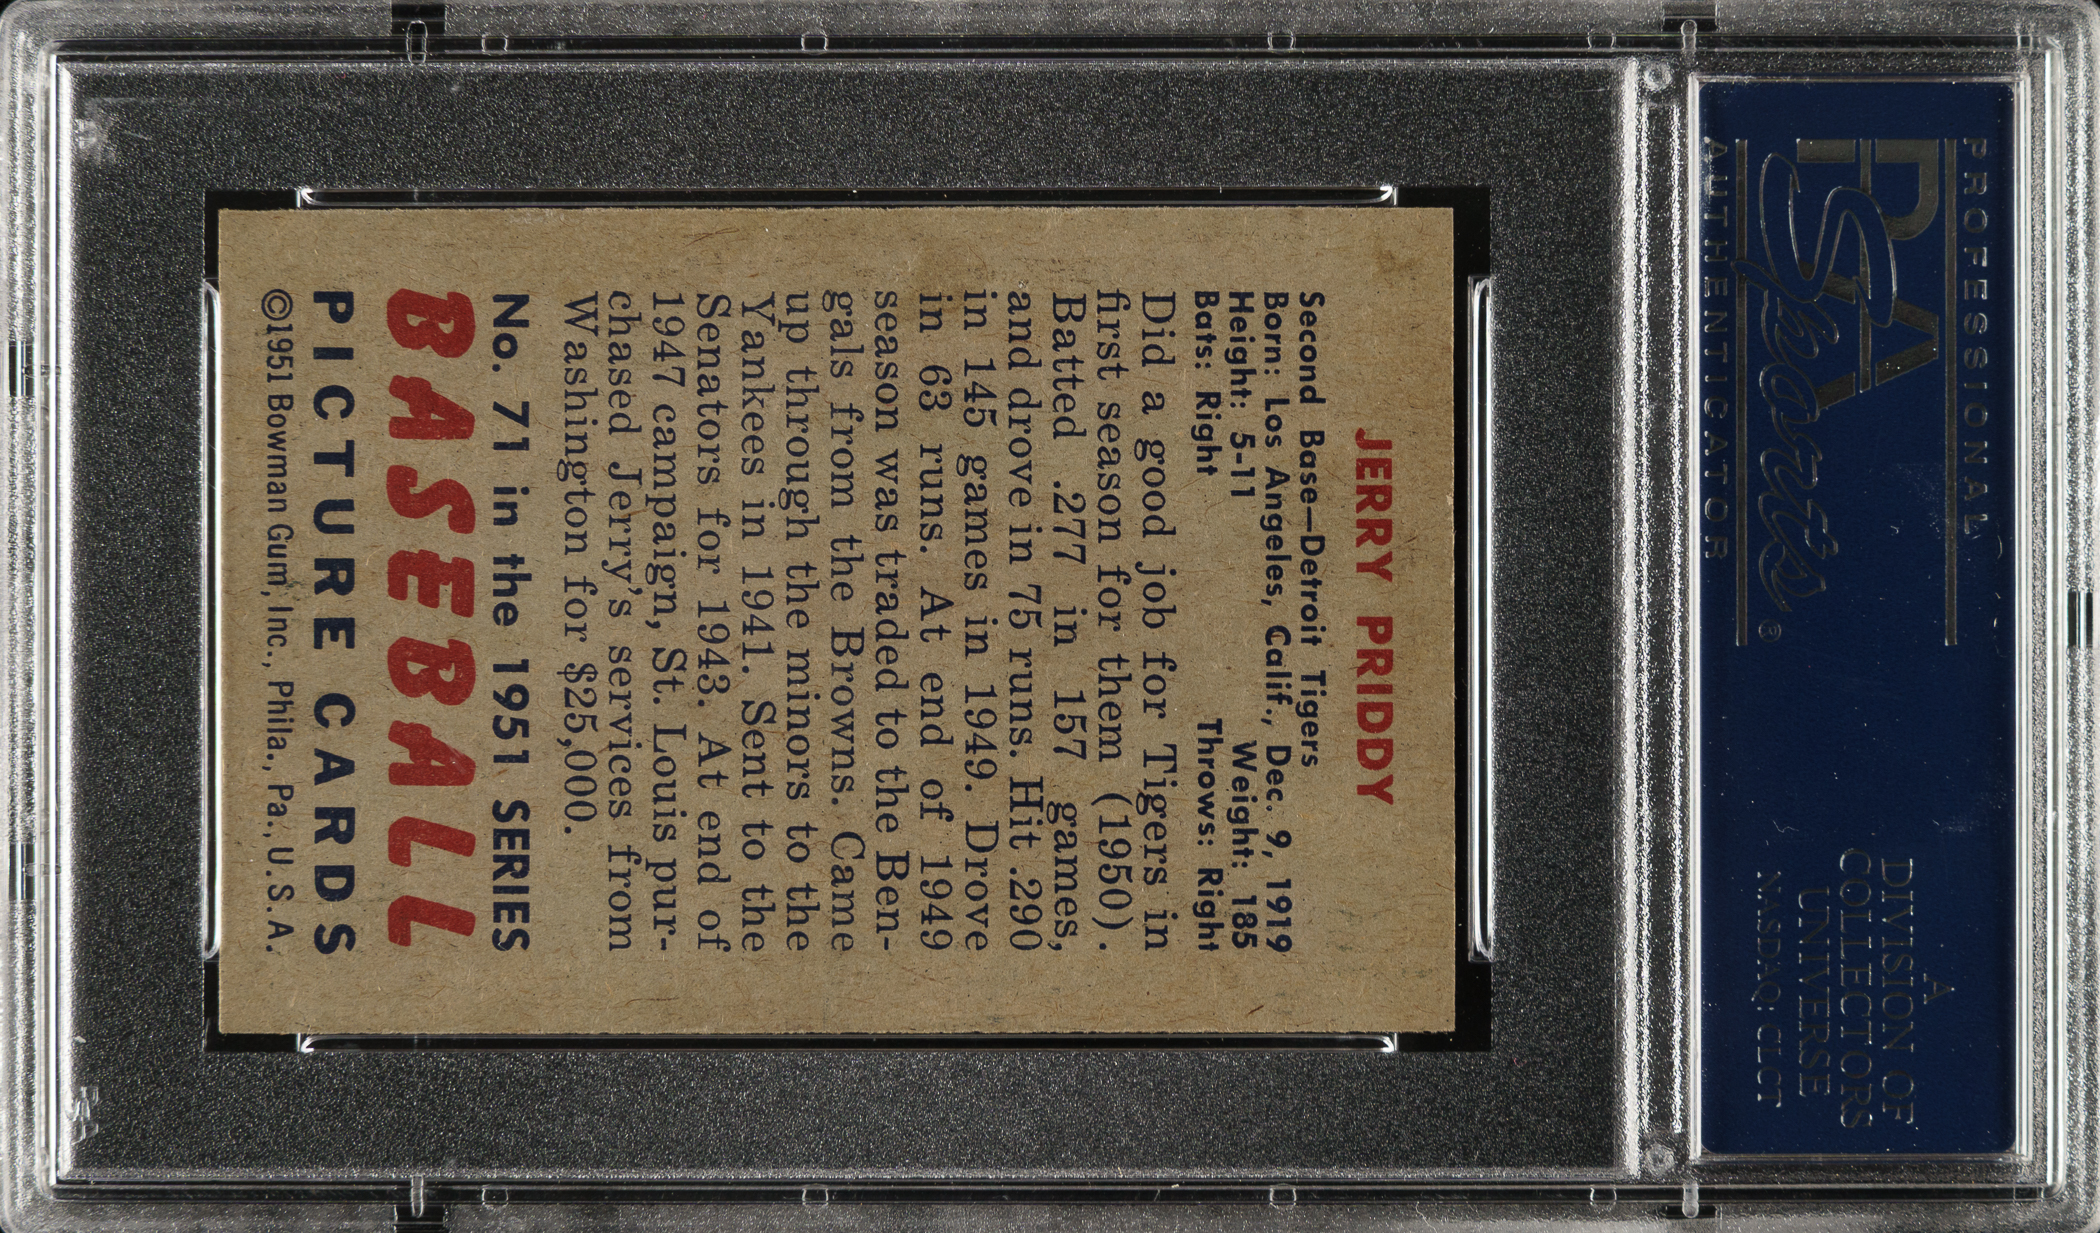 PROFESSIONAL
PSA
Sports®
AUTHENTICATOR
A
DIVISION OF
COLLECTORS
UNIVERSE
NASDAQ: CLCT
JERRY PRIDDY
Second Base—Detroit Tigers
Born: Los Angeles, Calif., Dec. 9, 1919
Height: 5-11 Weight: 185
Bats: Right Throws: Right
Did a good job for Tigers in
first season for them (1950).
Batted .277 in 157 games,
and drove in 75 runs. Hit .290
in 145 games in 1949. Drove
in 63 runs. At end of 1949
season was traded to the Ben-
gals from the Browns. Came
up through the minors to the
Yankees in 1941. Sent to the
Senators for 1943. At end of
1947 campaign, St. Louis pur-
chased Jerry's services from
Washington for $25,000.
No. 71 in the 1951 SERIES
BASEBALL
PICTURE CARDS
©1951 Bowman Gum, Inc., Phila., Pa., U.S.A.